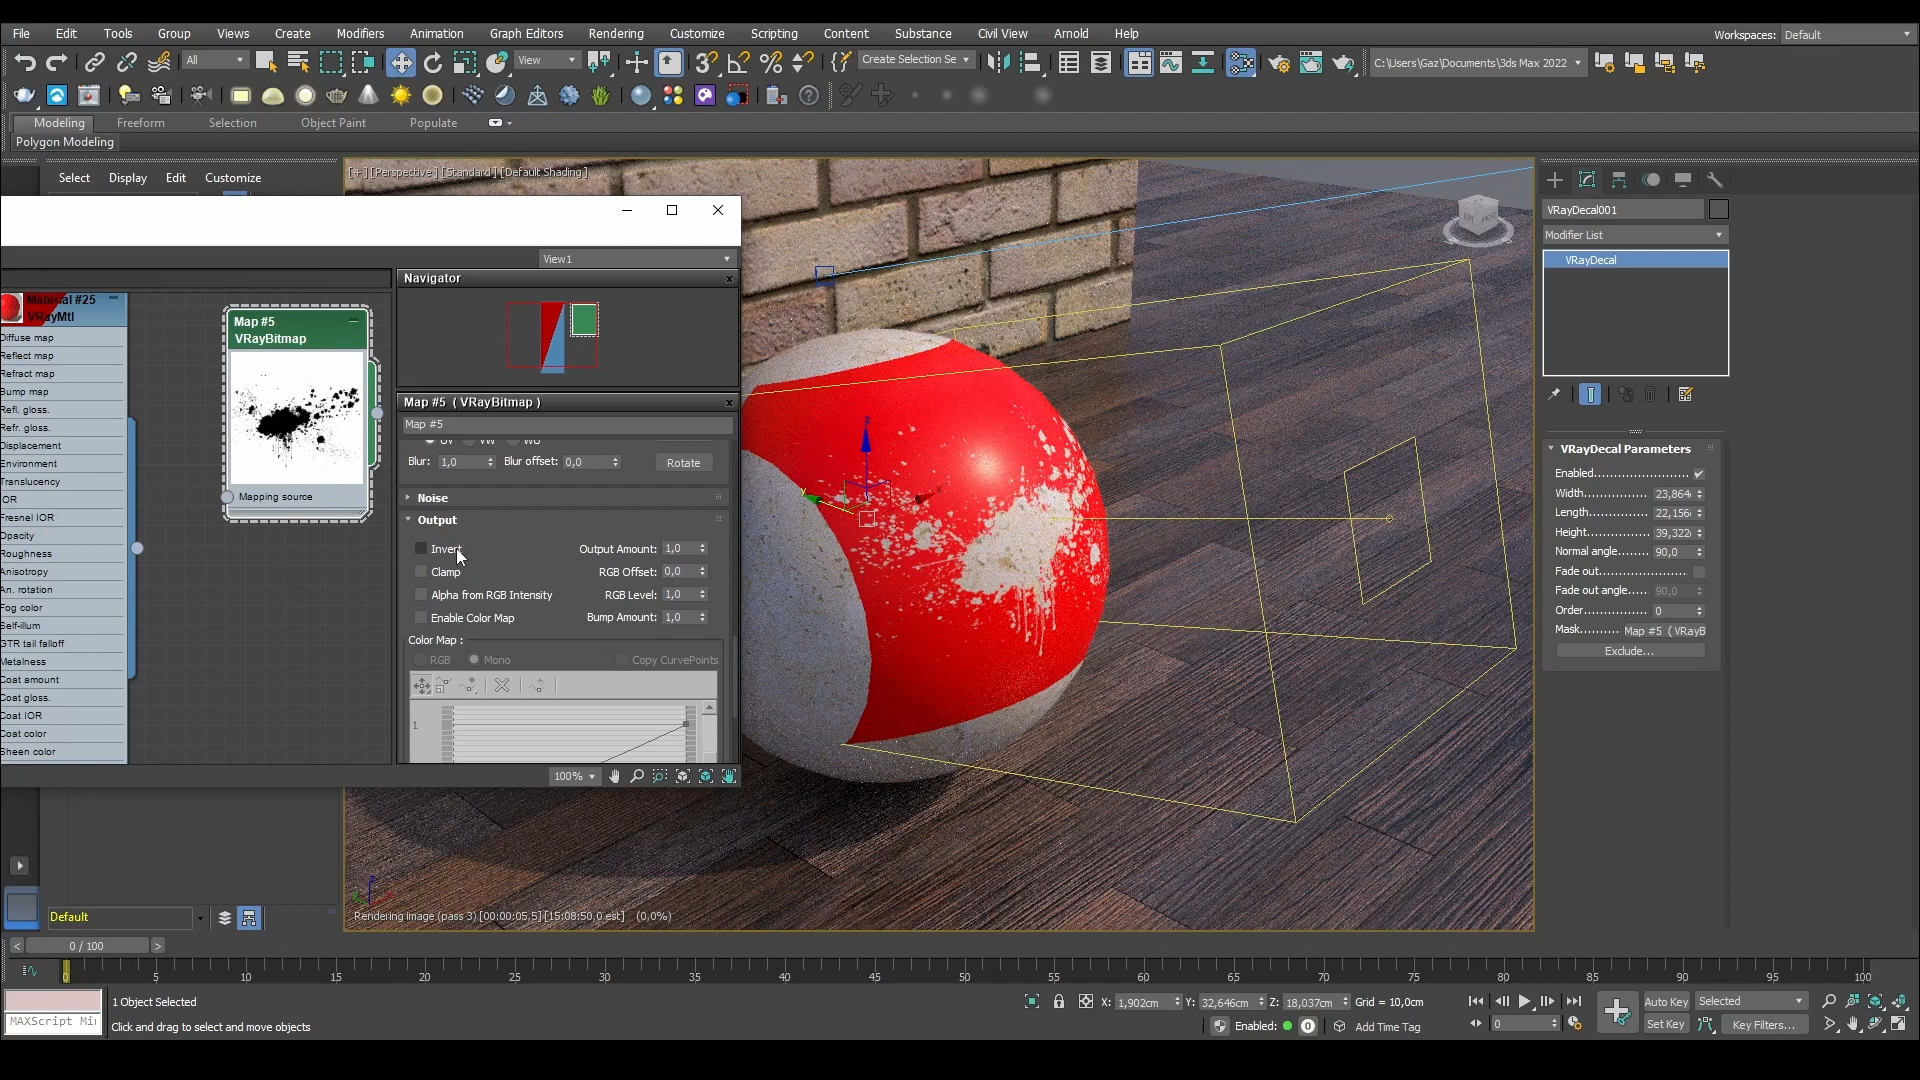 File Edit Tools Group Views Create Modifiers Animation Graph Editors Rendering Customize Scripting Content Substance Civil View Arnold Help
Workspaces: Default
All View Create Selection Se C:\Users\Gaz\Documents\3ds Max 2022
Modeling Freeform Selection Object Paint Populate
Polygon Modeling
Select Display Edit Customize
[+] [Perspective] [Standard] [Default Shading]
View1
Navigator
Material #25
VRayMtl
Diffuse map
Reflect map
Refract map
Bump map
Refl. gloss.
Refr. gloss.
Displacement
Environment
Translucency
IOR
Fresnel IOR
Opacity
Roughness
Anisotropy
An. rotation
Fog color
Self-illum
GTR tail falloff
Metalness
Coat amount
Coat gloss.
Coat IOR
Coat color
Sheen color
Map #5
VRayBitmap
Mapping source
Map #5 ( VRayBitmap )
Map #5
UV VW WU
Blur: 1,0 Blur offset: 0,0 Rotate
Noise
Output
Invert Output Amount: 1,0
Clamp RGB Offset: 0,0
Alpha from RGB Intensity RGB Level: 1,0
Enable Color Map Bump Amount: 1,0
Color Map :
RGB Mono Copy CurvePoints
1
100%
Rendering image (pass 3) [00:00:05,5] [15:08:50,0 est] (0,0%)
VRayDecal001
Modifier List
VRayDecal
VRayDecal Parameters
Enabled
Width 23,864
Length 22,156
Height 39,322
Normal angle 90,0
Fade out
Fade out angle 90,0
Order 0
Mask Map #5 ( VRayB
Exclude...
Default
< 0 / 100 >
0 5 10 15 20 25 30 35 40 45 50 55 60 65 70 75 80 85 90 95 100
1 Object Selected
MAXScript Mi
Click and drag to select and move objects
X: 1,902cm Y: 32,646cm Z: 18,037cm Grid = 10,0cm
Enabled: 0 Add Time Tag
0
Auto Key Selected
Set Key Key Filters...